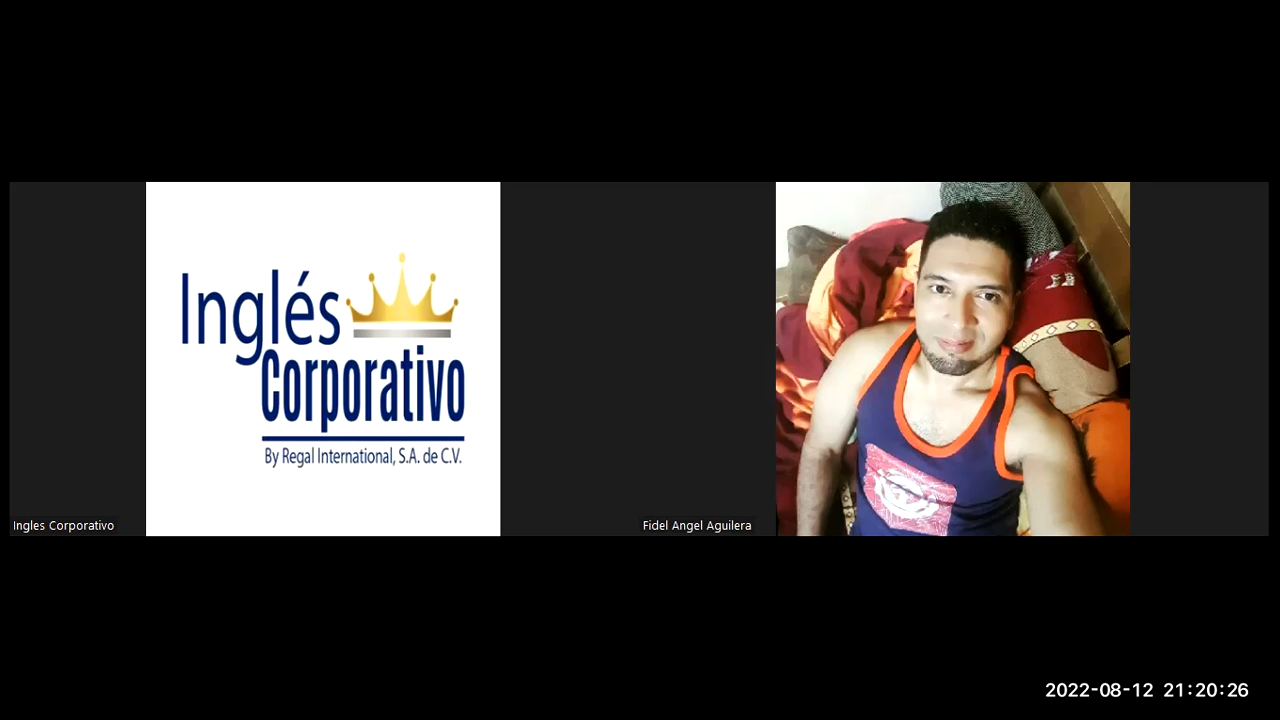 Inglés
Corporativo
By Regal International, S.A. de C.V.
Ingles Corporativo
Fidel Angel Aguilera
2022-08-12 21:20:26